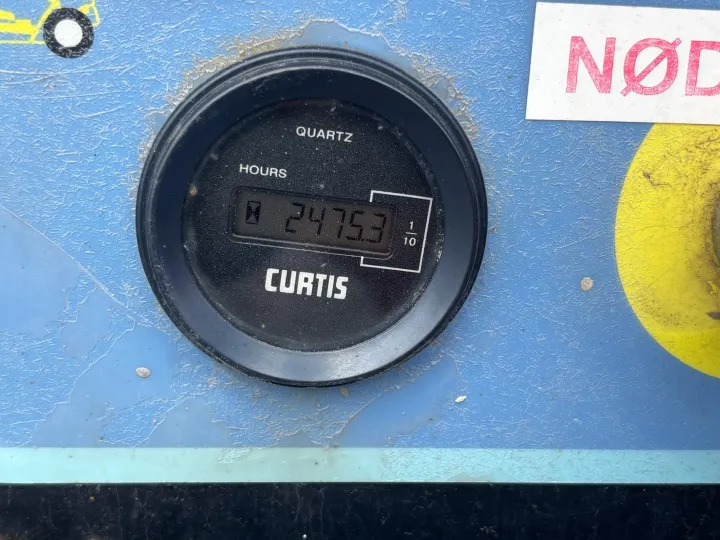 NØD
QUARTZ
HOURS
2475.3
1
10
CURTIS